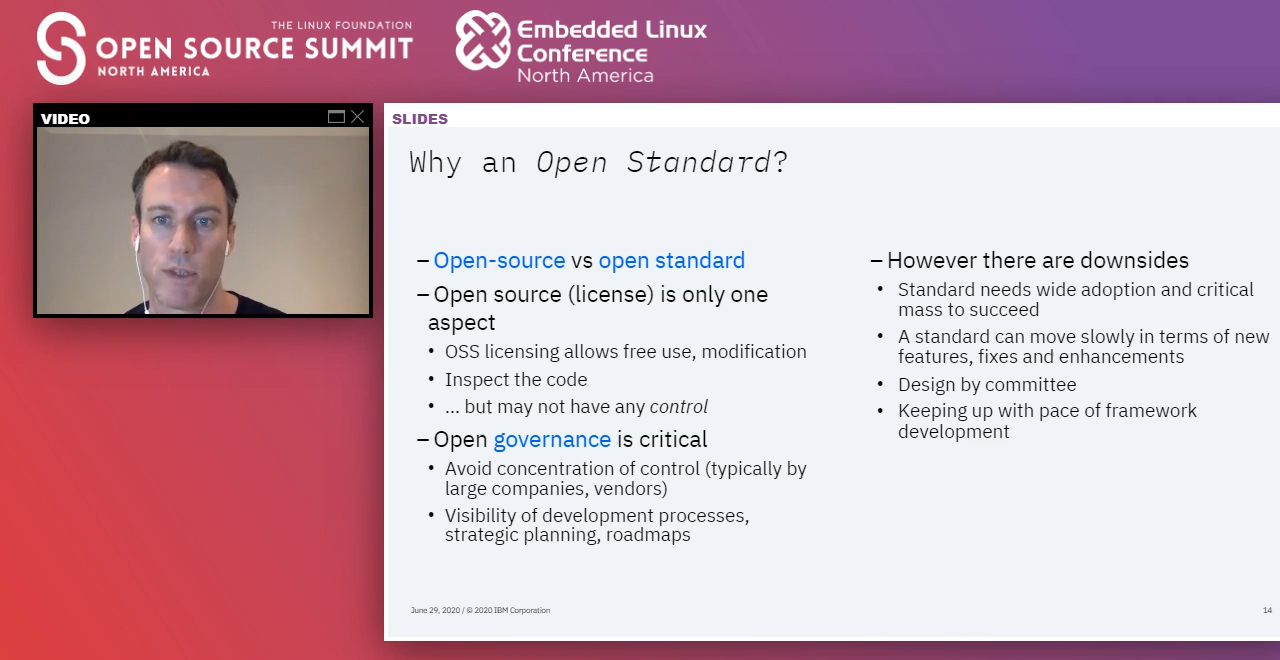 THE LINUX FOUNDATION
OPEN SOURCE SUMMIT
NORTH AMERICA
Embedded Linux
Conference
North America
VIDEO
SLIDES
Why an Open Standard?
– Open-source vs open standard
– Open source (license) is only one
aspect
• OSS licensing allows free use, modification
• Inspect the code
• ... but may not have any control
– Open governance is critical
• Avoid concentration of control (typically by
large companies, vendors)
• Visibility of development processes,
strategic planning, roadmaps
– However there are downsides
• Standard needs wide adoption and critical
mass to succeed
• A standard can move slowly in terms of new
features, fixes and enhancements
• Design by committee
• Keeping up with pace of framework
development
June 29, 2020 / © 2020 IBM Corporation
14